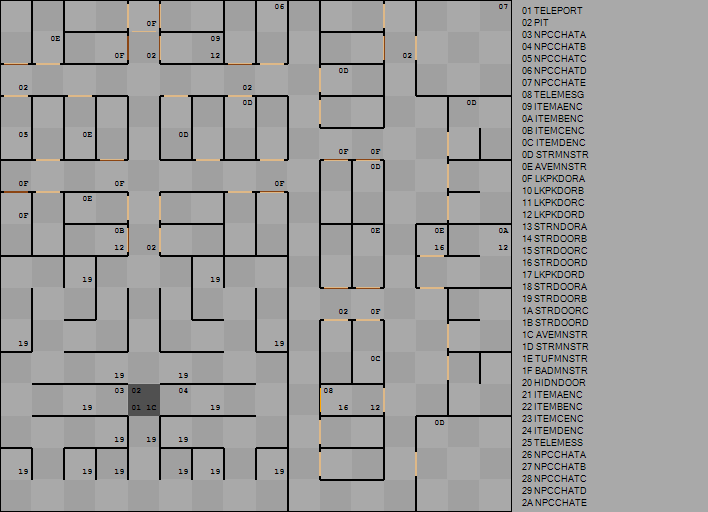 06 07
0F
0E 09
0F 02 12 02
0D
02 02
0D 0D
05 0E 0D
0F 0F
0D
0F 0F 0F
0E
0F
0B 0E 0E 0A
12 02 16 12
19 19
02 0F
19 19
0C
19 19
03 02 04 08
19 01 1C 19 16 12
0D
19 19 19
19 19 19 19 19 19
01 TELEPORT
02 PIT
03 NPCCHATA
04 NPCCHATB
05 NPCCHATC
06 NPCCHATD
07 NPCCHATE
08 TELEMESG
09 ITEMAENC
0A ITEMBENC
0B ITEMCENC
0C ITEMDENC
0D STRMNSTR
0E AVEMNSTR
0F LKPKDORA
10 LKPKDORB
11 LKPKDORC
12 LKPKDORD
13 STRNDORA
14 STRDOORB
15 STRDOORC
16 STRDOORD
17 LKPKDORD
18 STRDOORA
19 STRDOORB
1A STRDOORC
1B STRDOORD
1C AVEMNSTR
1D STRMNSTR
1E TUFMNSTR
1F BADMNSTR
20 HIDNDOOR
21 ITEMAENC
22 ITEMBENC
23 ITEMCENC
24 ITEMDENC
25 TELEMESS
26 NPCCHATA
27 NPCCHATB
28 NPCCHATC
29 NPCCHATD
2A NPCCHATE